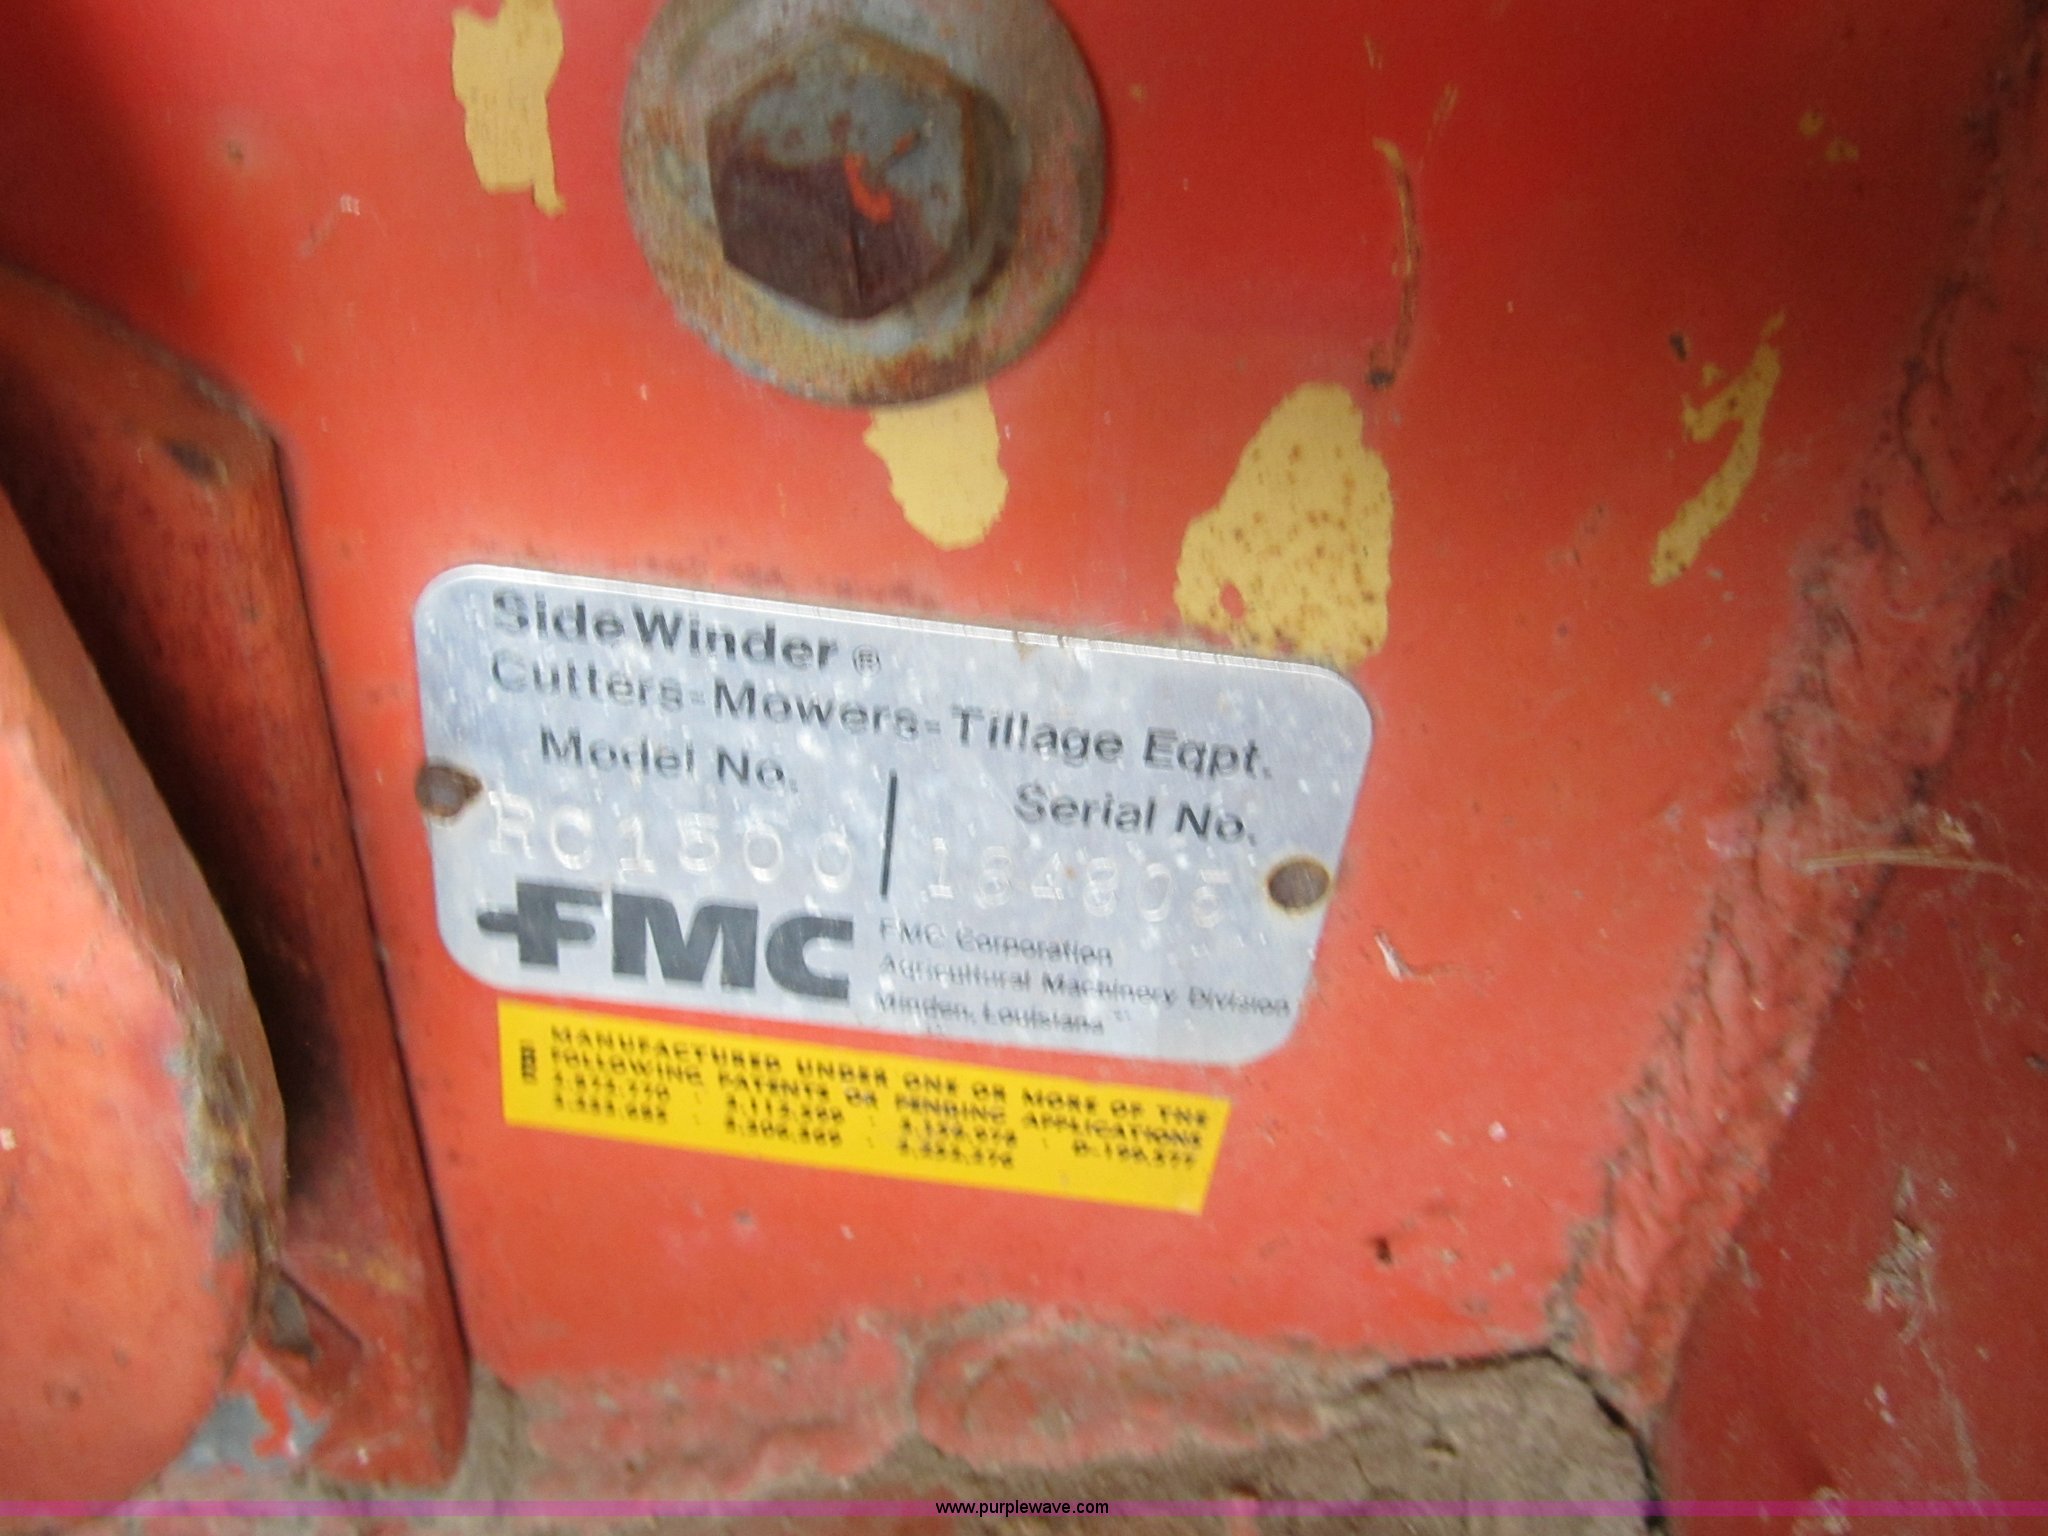 SideWinder ®
Cutters-Mowers-Tillage Eqpt.
Model No.
Serial No.
RC1500
FMC
FMC Corporation
Agricultural Machinery Division
Minden, Louisiana
MANUFACTURED UNDER ONE OR MORE OF THE
FOLLOWING PATENTS OR PENDING APPLICATIONS
www.purplewave.com